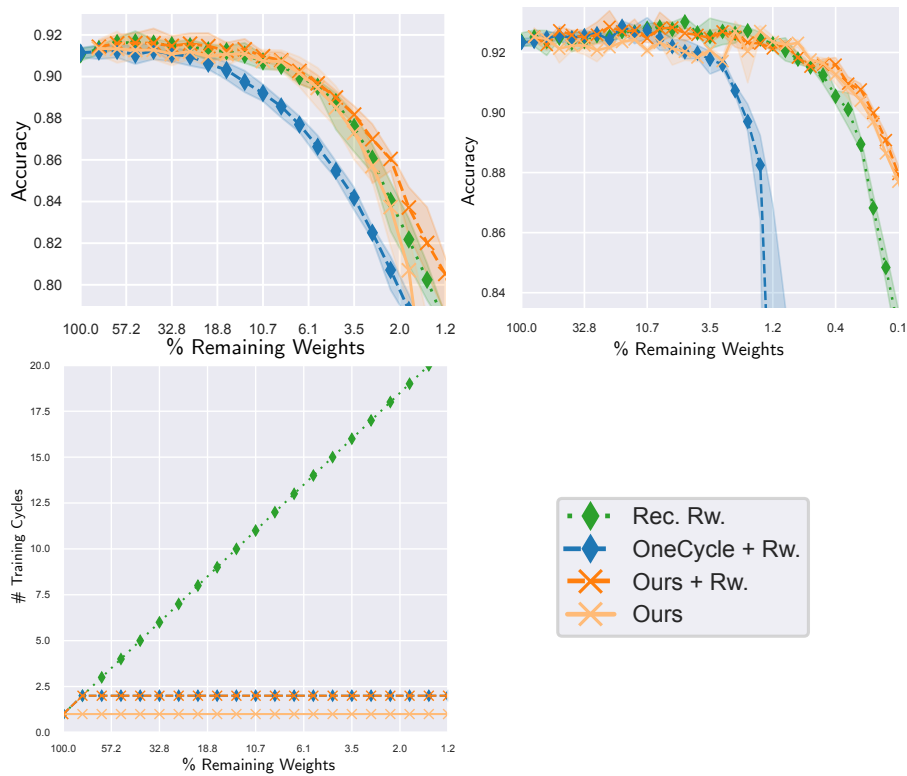 0.92
0.90
0.88
0.86
0.84
0.82
0.80
Accuracy
100.0 57.2 32.8 18.8 10.7 6.1 3.5 2.0 1.2
% Remaining Weights
0.92
0.90
0.88
0.86
0.84
Accuracy
100.0 32.8 10.7 3.5 1.2 0.4 0.1
% Remaining Weights
20.0
17.5
15.0
12.5
10.0
7.5
5.0
2.5
0.0
# Training Cycles
100.0 57.2 32.8 18.8 10.7 6.1 3.5 2.0 1.2
% Remaining Weights
Rec. Rw.
OneCycle + Rw.
Ours + Rw.
Ours